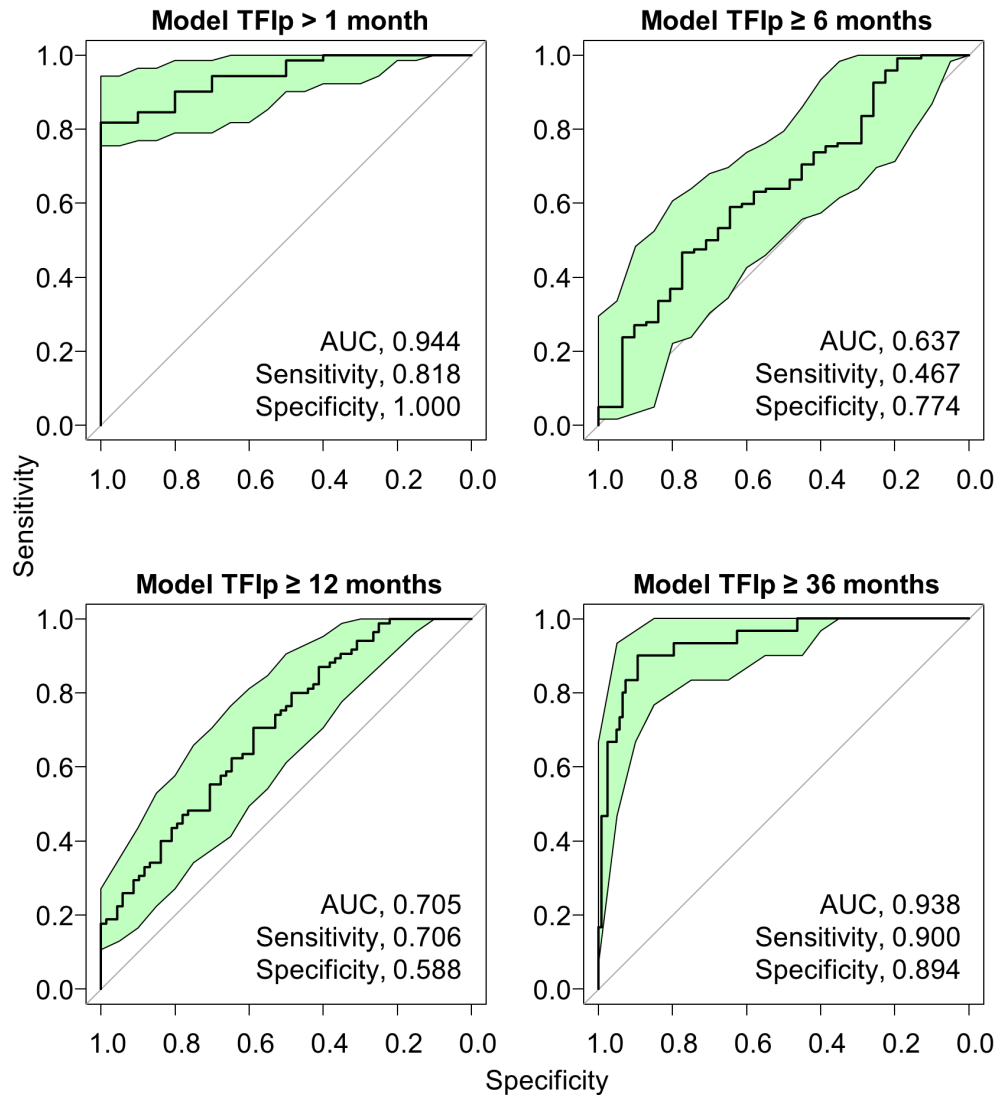 Model TFIp > 1 month
Model TFIp ≥ 6 months
1.0
0.8
0.6
0.4
0.2
0.0
AUC, 0.944
Sensitivity, 0.818
Specificity, 1.000
1.0 0.8 0.6 0.4 0.2 0.0
1.0
0.8
0.6
0.4
0.2
0.0
AUC, 0.637
Sensitivity, 0.467
Specificity, 0.774
1.0 0.8 0.6 0.4 0.2 0.0
Sensitivity
Model TFIp ≥ 12 months
Model TFIp ≥ 36 months
1.0
0.8
0.6
0.4
0.2
0.0
AUC, 0.705
Sensitivity, 0.706
Specificity, 0.588
1.0 0.8 0.6 0.4 0.2 0.0
1.0
0.8
0.6
0.4
0.2
0.0
AUC, 0.938
Sensitivity, 0.900
Specificity, 0.894
1.0 0.8 0.6 0.4 0.2 0.0
Specificity